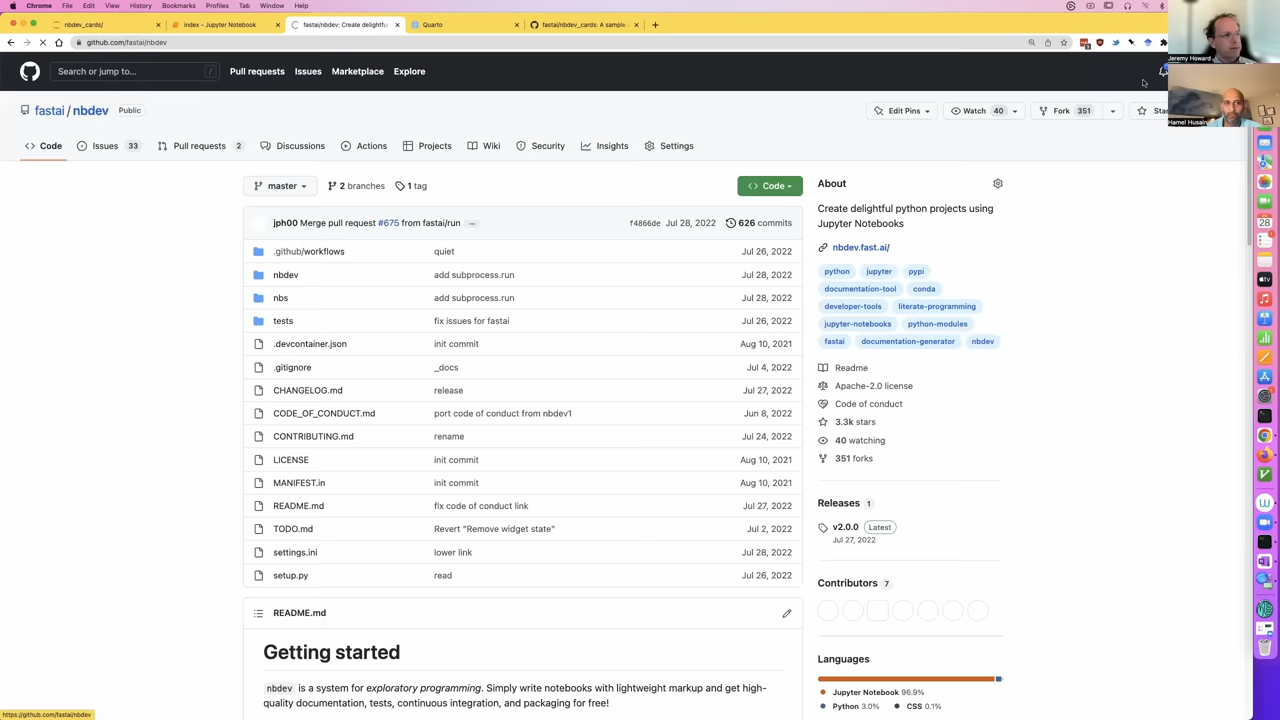 Chrome File Edit View History Bookmarks Profiles Tab Window Help
nbdev_cards/ × index - Jupyter Notebook × fastai/nbdev: Create delightfu × Quarto × fastai/nbdev_cards: A sample × +
github.com/fastai/nbdev
Search or jump to... / Pull requests Issues Marketplace Explore
Jeremy Howard
fastai / nbdev Public
Edit Pins Watch 40 Fork 351 Star
Hamel Husain
Code Issues 33 Pull requests 2 Discussions Actions Projects Wiki Security Insights Settings
master 2 branches 1 tag Code
About
jph00 Merge pull request #675 from fastai/run ... f4866de Jul 28, 2022 626 commits
Create delightful python projects using
Jupyter Notebooks
.github/workflows quiet Jul 26, 2022
nbdev.fast.ai/
nbdev add subprocess.run Jul 28, 2022
python jupyter pypi
documentation-tool conda
nbs add subprocess.run Jul 28, 2022
developer-tools literate-programming
tests fix issues for fastai Jul 26, 2022
jupyter-notebooks python-modules
.devcontainer.json init commit Aug 10, 2021
fastai documentation-generator nbdev
.gitignore _docs Jul 4, 2022
Readme
CHANGELOG.md release Jul 27, 2022
Apache-2.0 license
CODE_OF_CONDUCT.md port code of conduct from nbdev1 Jun 8, 2022
Code of conduct
3.3k stars
CONTRIBUTING.md rename Jul 24, 2022
40 watching
LICENSE init commit Aug 10, 2021
351 forks
MANIFEST.in init commit Aug 10, 2021
README.md fix code of conduct link Jul 27, 2022
Releases 1
TODO.md Revert "Remove widget state" Jul 2, 2022
v2.0.0 Latest
Jul 27, 2022
settings.ini lower link Jul 28, 2022
setup.py read Jul 26, 2022
Contributors 7
README.md
Getting started
Languages
nbdev is a system for exploratory programming. Simply write notebooks with lightweight markup and get high-
quality documentation, tests, continuous integration, and packaging for free!
Jupyter Notebook 96.9%
Python 3.0% CSS 0.1%
https://github.com/fastai/nbdev
28